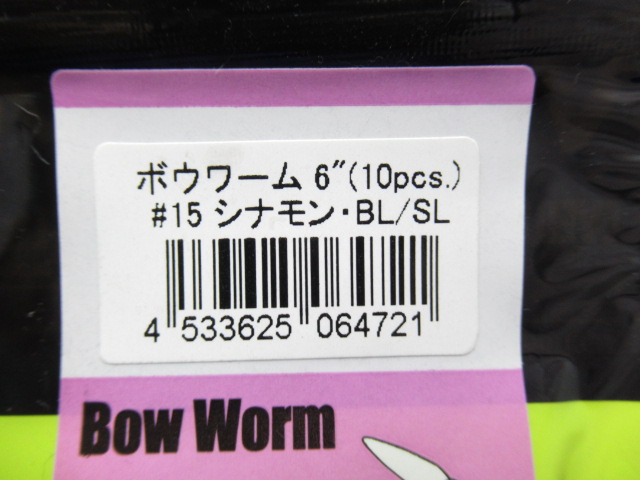 ボウワーム 6″(10pcs.)
#15 シナモン・BL/SL
4 533625 064721
Bow Worm